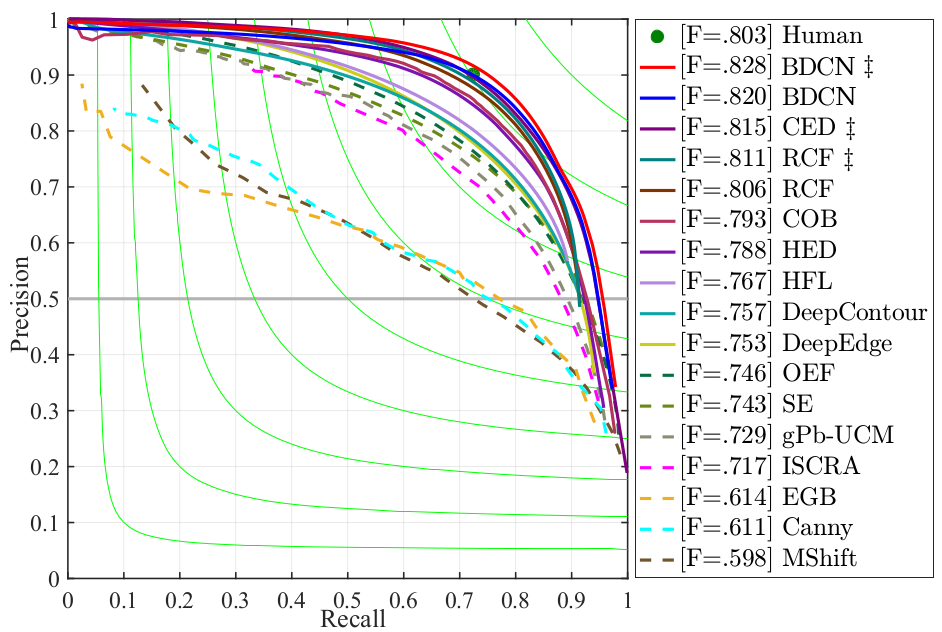 1
0.9
0.8
0.7
0.6
0.5
0.4
0.3
0.2
0.1
0
Precision
0 0.1 0.2 0.3 0.4 0.5 0.6 0.7 0.8 0.9 1
Recall
[F=.803] Human
[F=.828] BDCN ‡
[F=.820] BDCN
[F=.815] CED ‡
[F=.811] RCF ‡
[F=.806] RCF
[F=.793] COB
[F=.788] HED
[F=.767] HFL
[F=.757] DeepContour
[F=.753] DeepEdge
[F=.746] OEF
[F=.743] SE
[F=.729] gPb-UCM
[F=.717] ISCRA
[F=.614] EGB
[F=.611] Canny
[F=.598] MShift